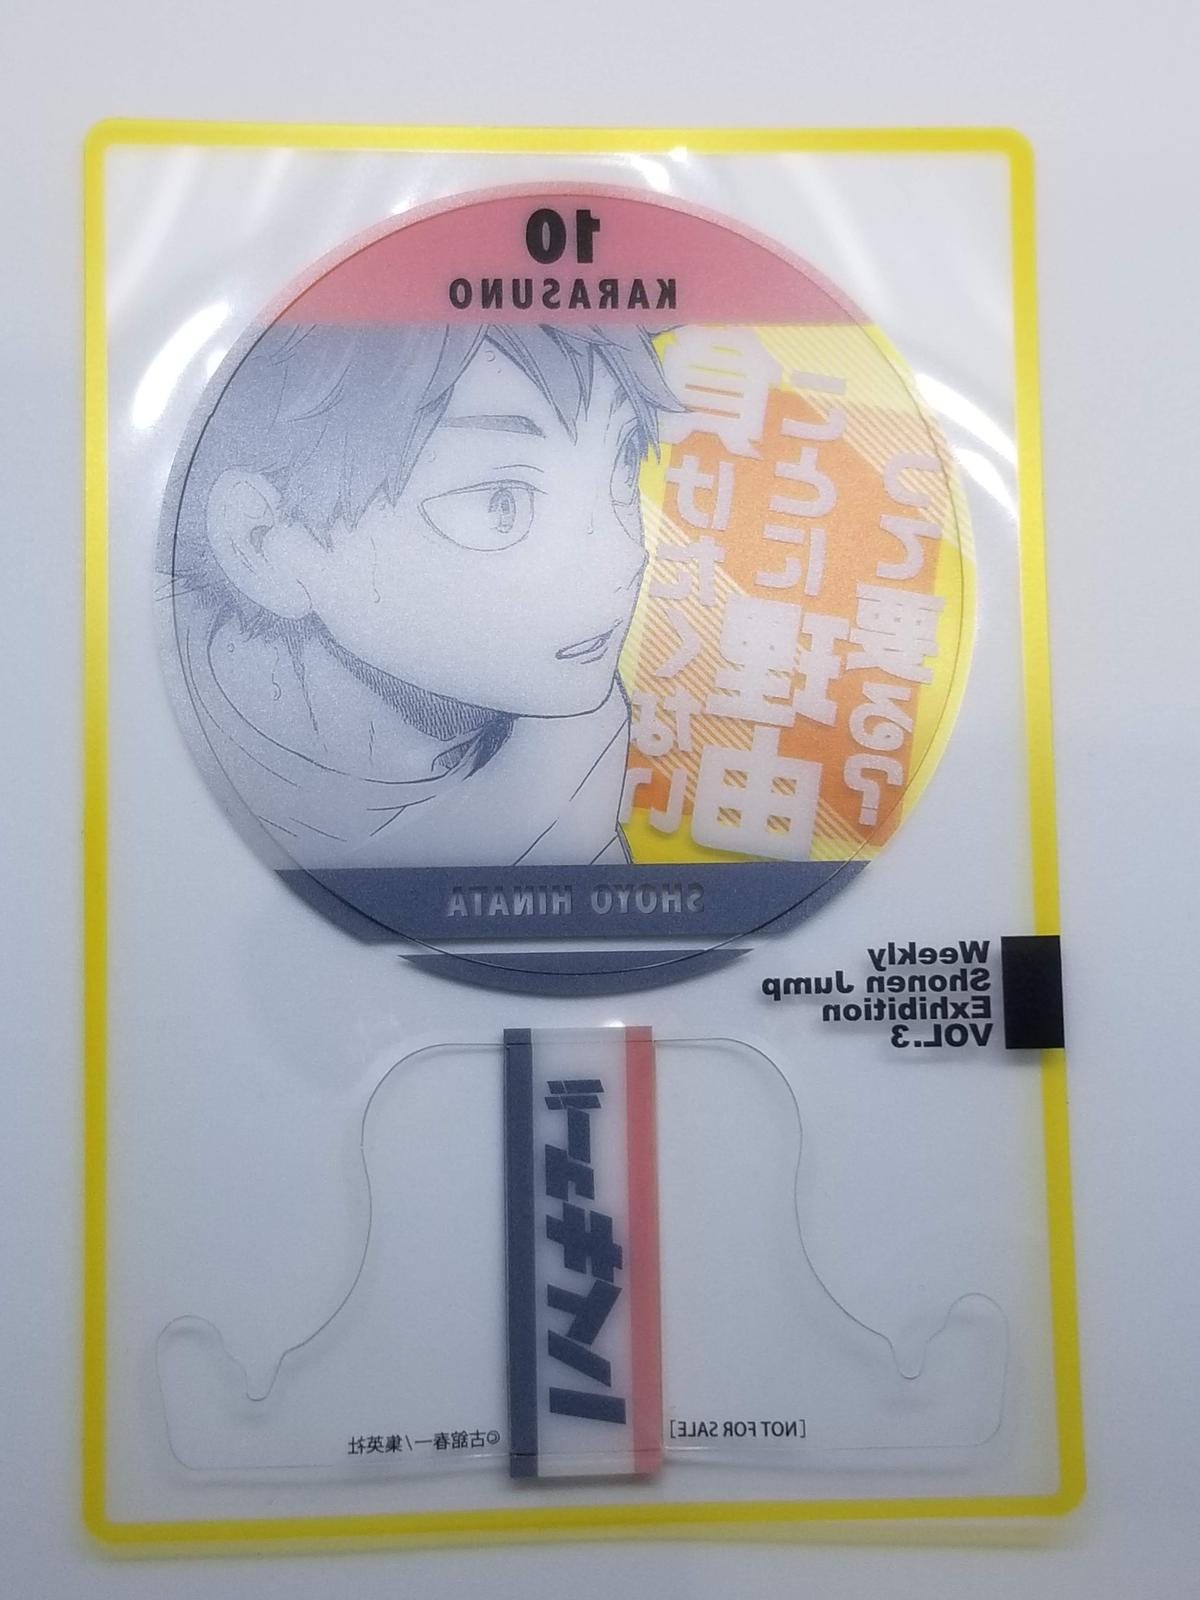 10
KARASUNO
負けたくない
ことに理由
って要る?
SHOYO HINATA
Weekly
Shonen Jump
Exhibition
VOL.3
ハイキュー!!
[NOT FOR SALE]
©古舘春一/集英社